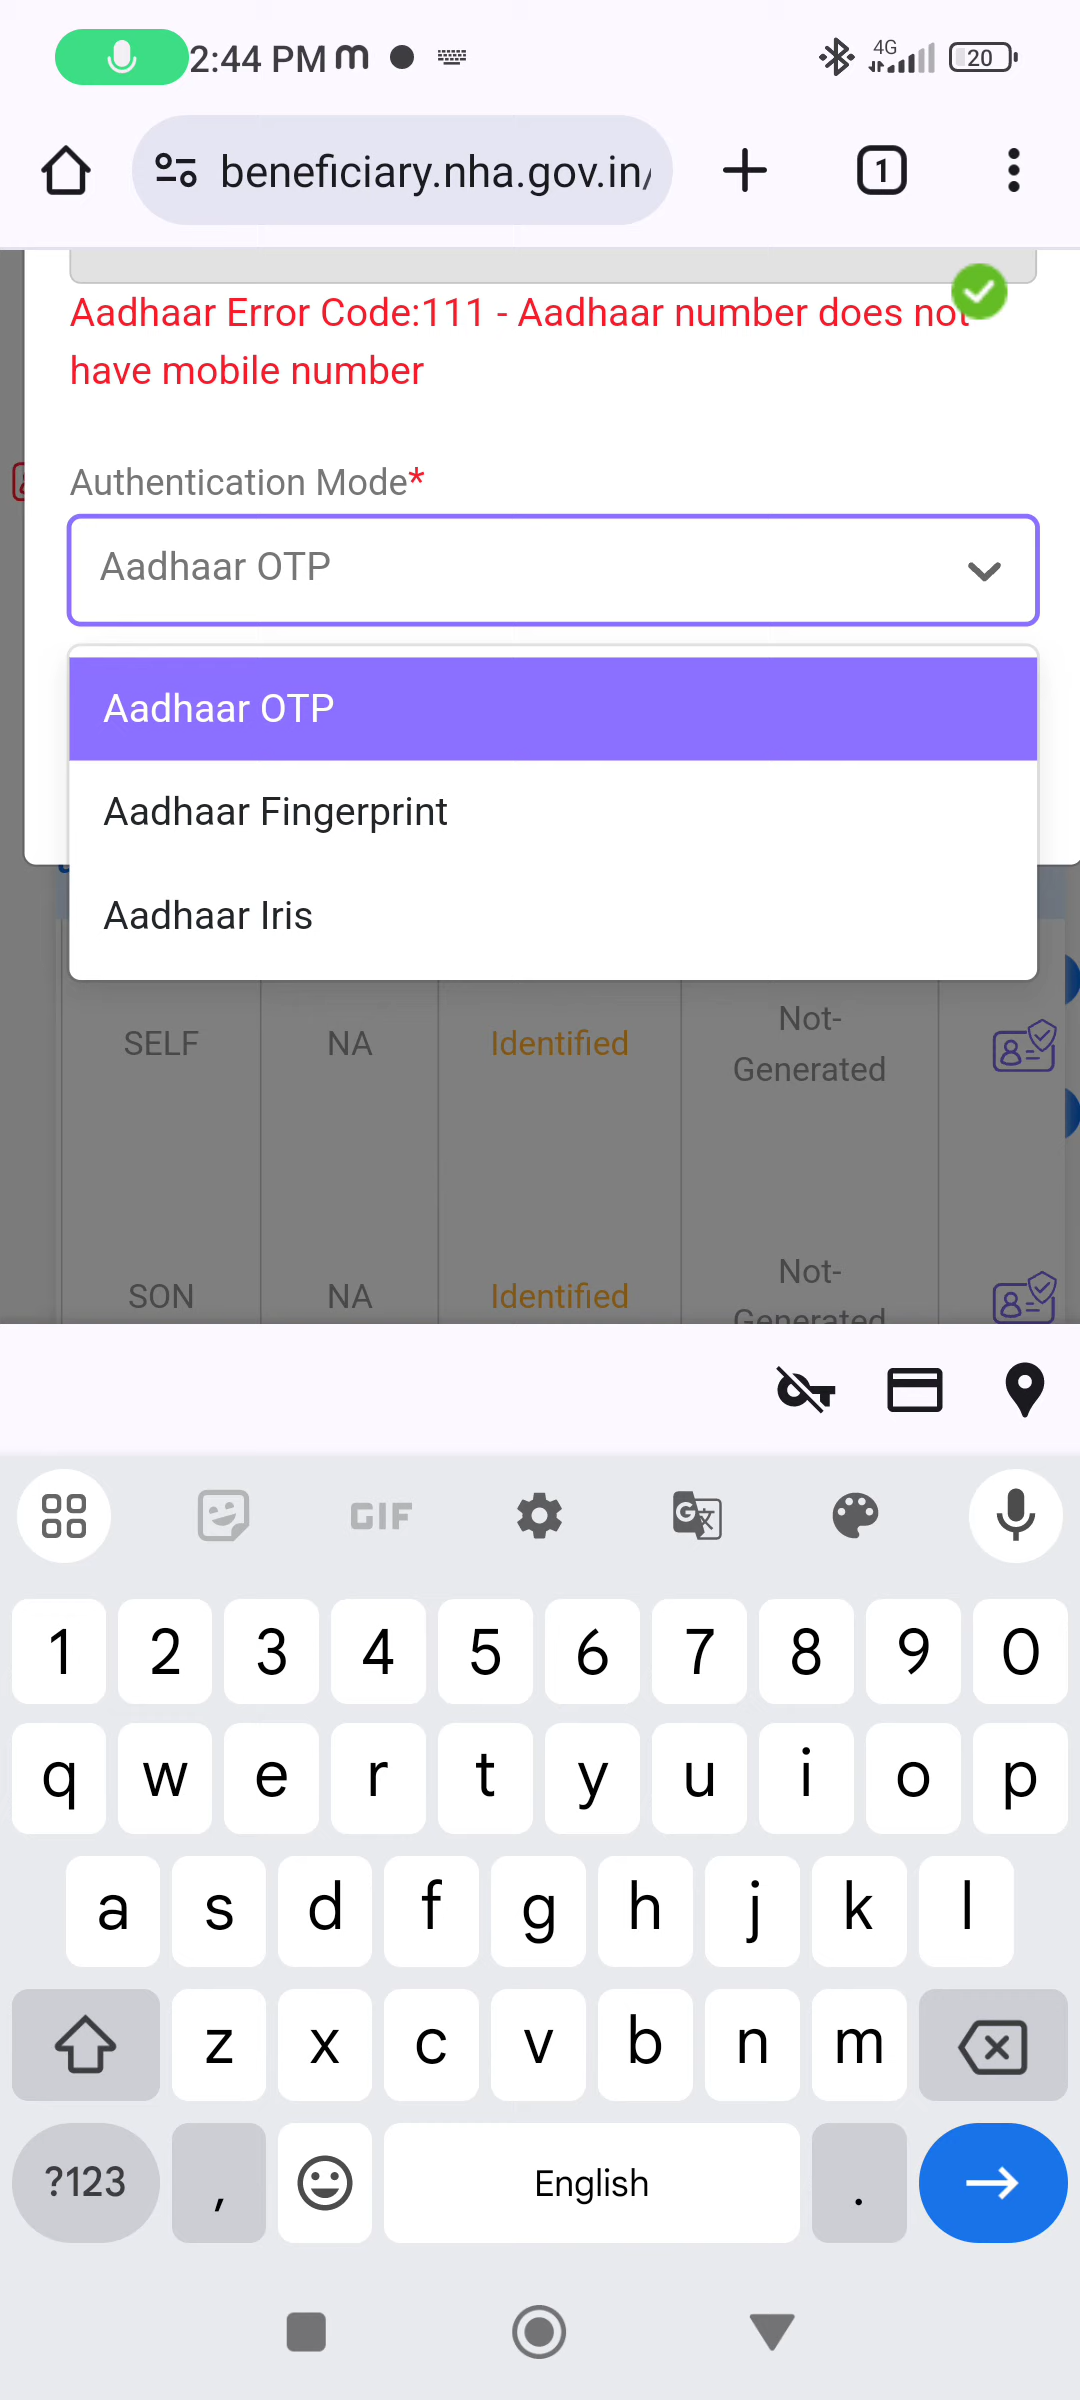 2:44 PM m
4G
20
beneficiary.nha.gov.in/
1
Aadhaar Error Code:111 - Aadhaar number does not
have mobile number
Authentication Mode*
Aadhaar OTP
Aadhaar OTP
Aadhaar Fingerprint
Aadhaar Iris
SELF NA Identified Not-
Generated
SON NA Identified Not-
Generated
GIF
G 文
1 2 3 4 5 6 7 8 9 0
q w e r t y u i o p
a s d f g h j k l
z x c v b n m
?123 , English .